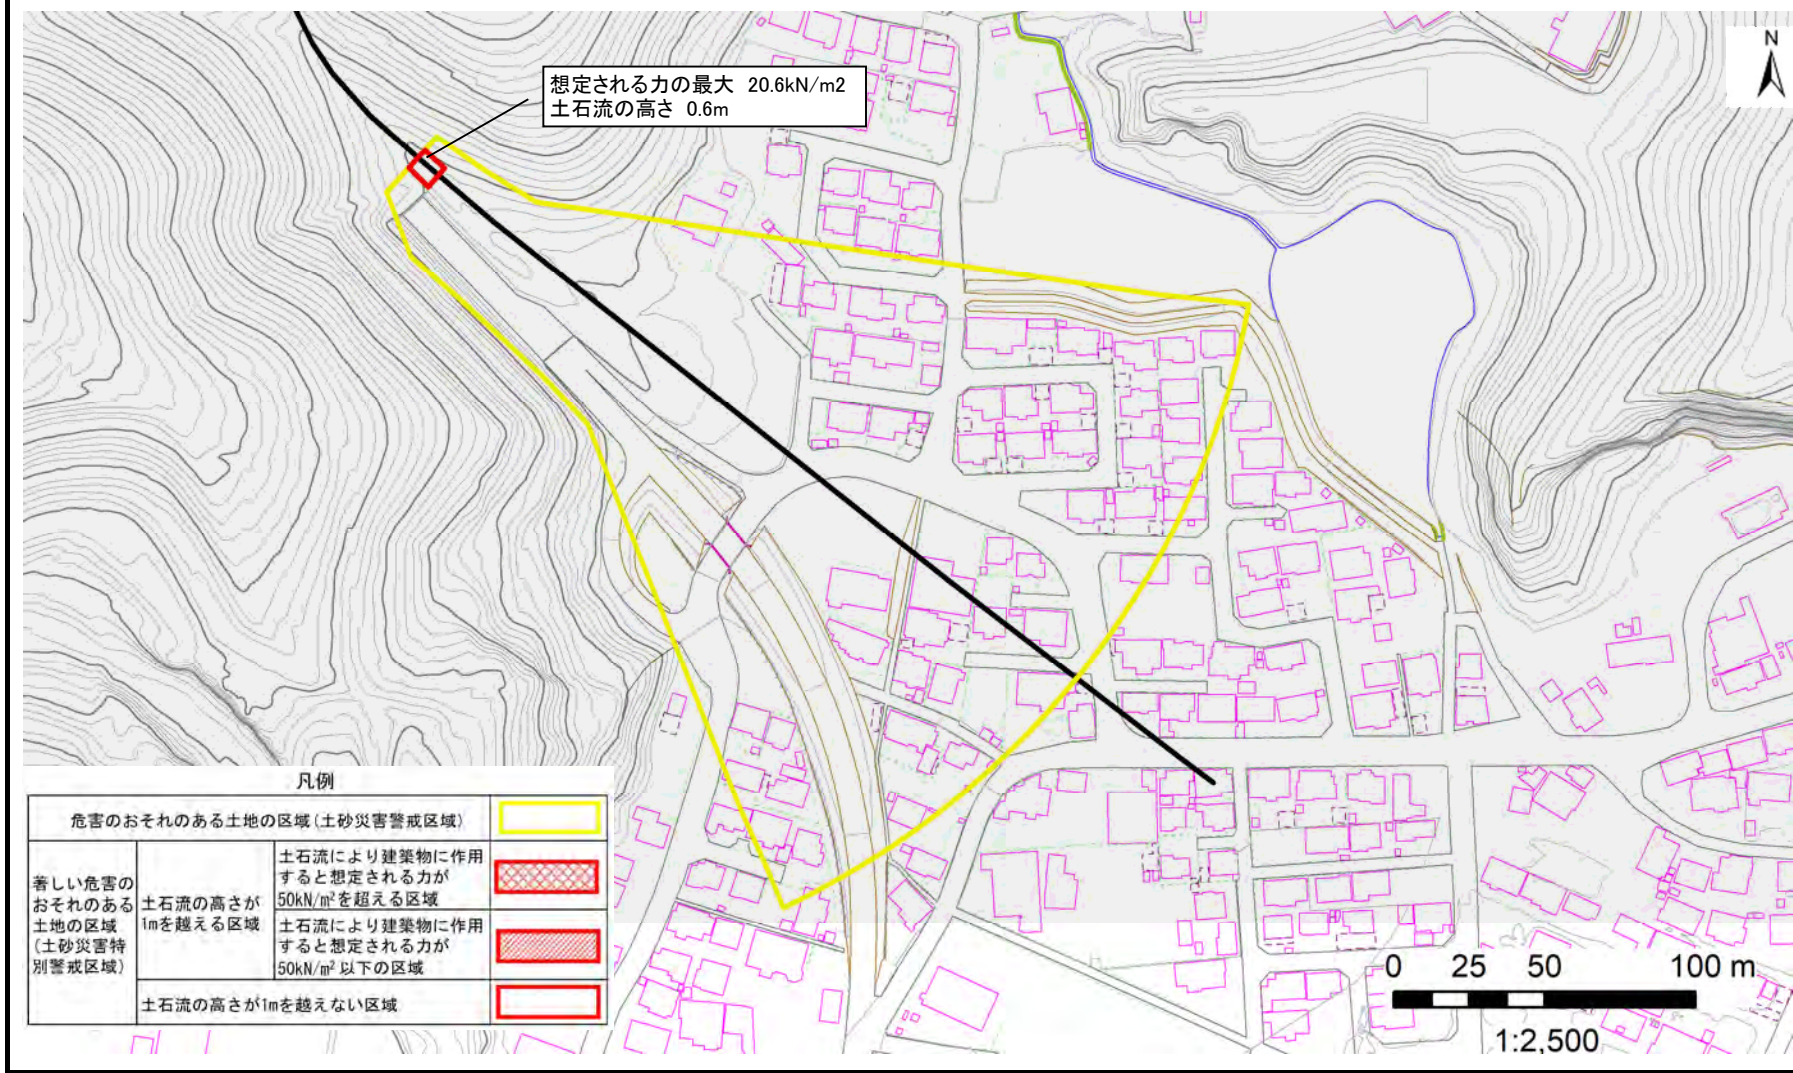 N
想定される力の最大 20.6kN/m2
土石流の高さ 0.6m
凡例
危害のおそれのある土地の区域(土砂災害警戒区域)
著しい危害の
おそれのある
土地の区域
(土砂災害特
別警戒区域)
土石流の高さが
1mを越える区域
土石流により建築物に作用
すると想定される力が
50kN/m²を超える区域
土石流により建築物に作用
すると想定される力が
50kN/m²以下の区域
土石流の高さが1mを越えない区域
0 25 50 100 m
1:2,500